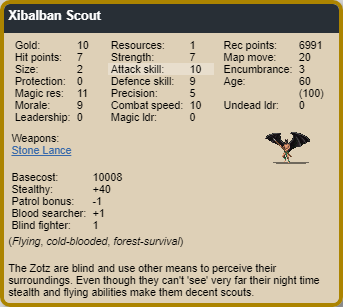 Xibalban Scout
Gold: 10 Resources: 1 Rec points: 6991
Hit points: 7 Strength: 7 Map move: 20
Size: 2 Attack skill: 10 Encumbrance: 3
Protection: 0 Defence skill: 9 Age: 60
Magic res: 11 Precision: 5 (100)
Morale: 9 Combat speed: 10 Undead ldr: 0
Leadership: 0 Magic ldr: 0
Weapons:
Stone Lance
Basecost: 10008
Stealthy: +40
Patrol bonus: -1
Blood searcher: +1
Blind fighter: 1
(Flying, cold-blooded, forest-survival)
The Zotz are blind and use other means to perceive their
surroundings. Even though they can't 'see' very far their night time
stealth and flying abilities make them decent scouts.